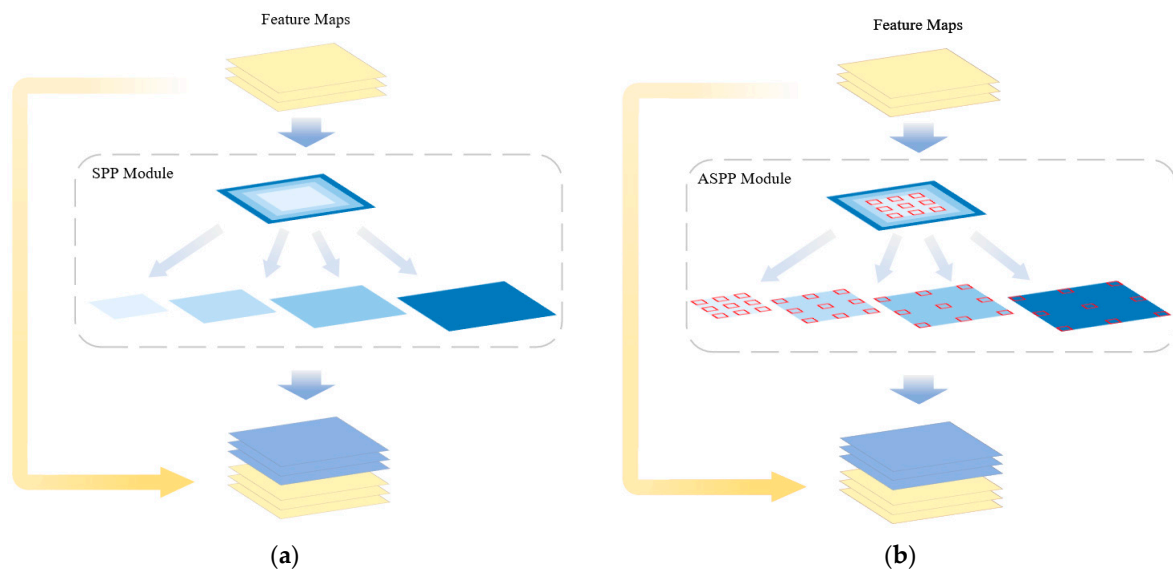 Feature Maps
SPP Module
(a)
Feature Maps
ASPP Module
(b)